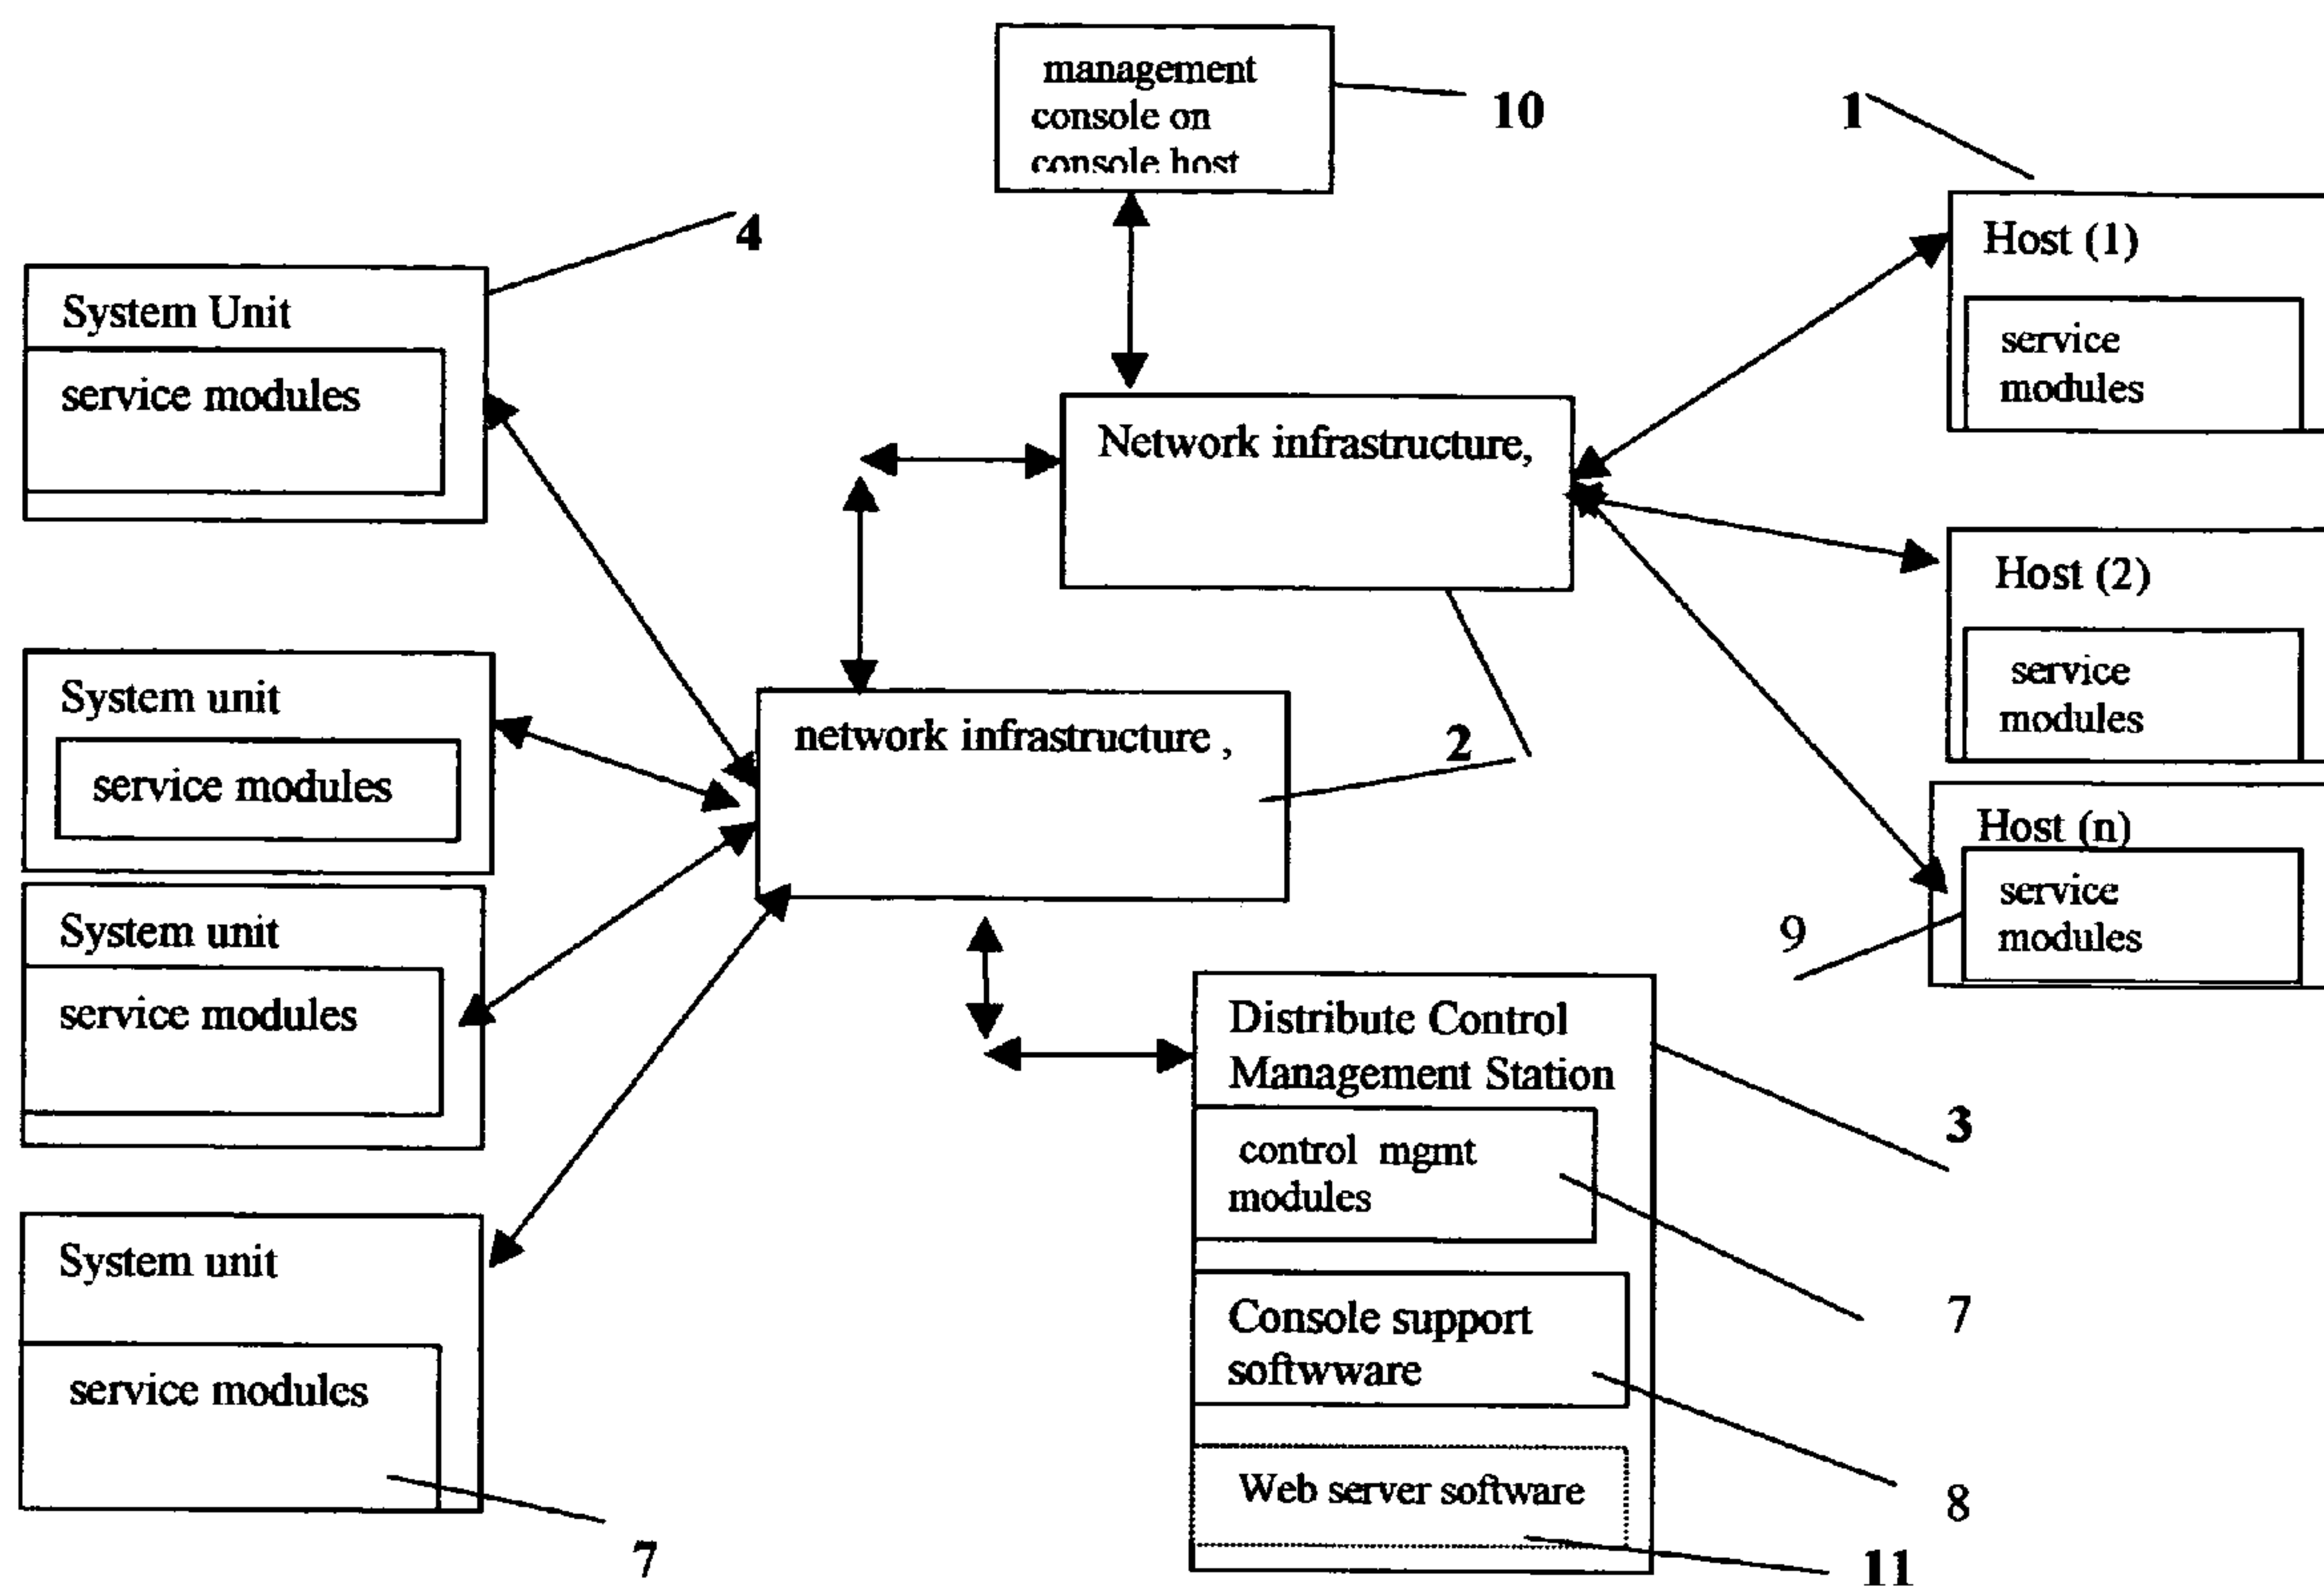 management
console on
console host
10
1
4
Host (1)
service
modules
System Unit
service modules
Network infrastructure,
Host (2)
service
modules
System unit
service modules
network infrastructure ,
2
Host (n)
service
modules
9
System unit
service modules
Distribute Control
Management Station
3
control mgmt
modules
7
System unit
service modules
7
Console support
softwware
8
Web server software
11